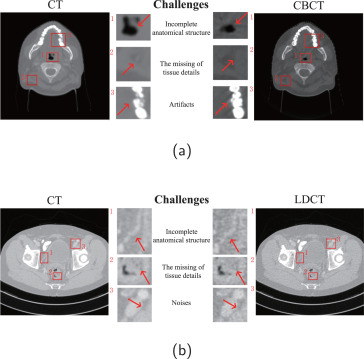 CT
Challenges
CBCT
1
Incomplete
anatomical structure
1
2
The missing of
tissue details
2
3
Artifacts
3
(a)
CT
Challenges
LDCT
1
Incomplete
anatomical structure
1
2
The missing of
tissue details
2
3
Noises
3
(b)